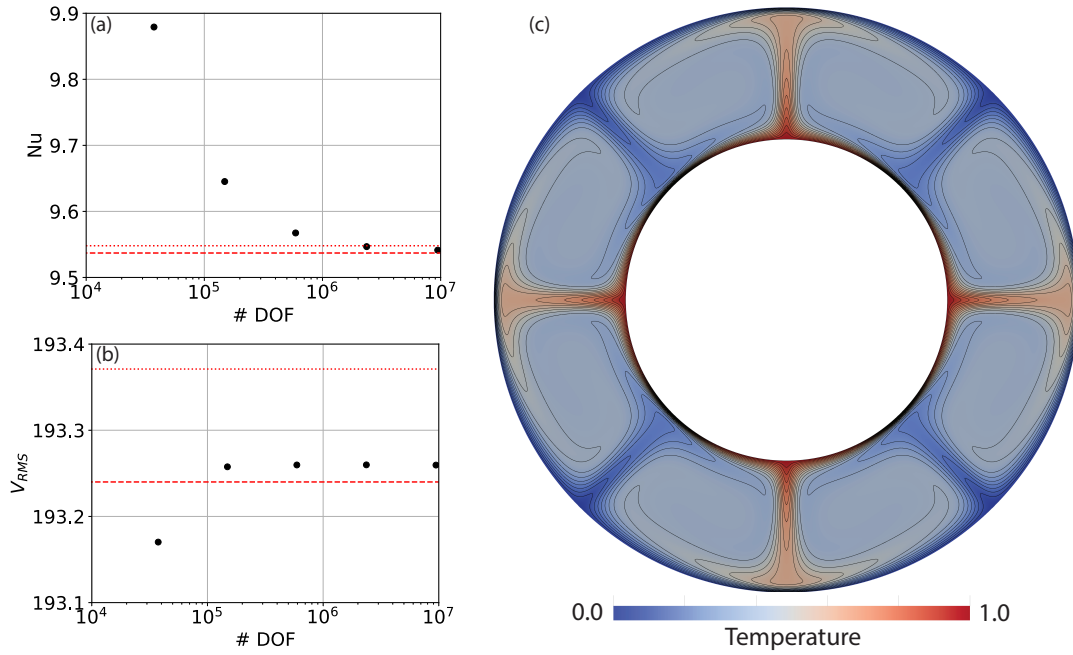 (a)
9.9
9.8
9.7
9.6
9.5
Nu
10^4
10^5
10^6
10^7
# DOF
(b)
193.4
193.3
193.2
193.1
V_RMS
10^4
10^5
10^6
10^7
# DOF
(c)
0.0
1.0
Temperature